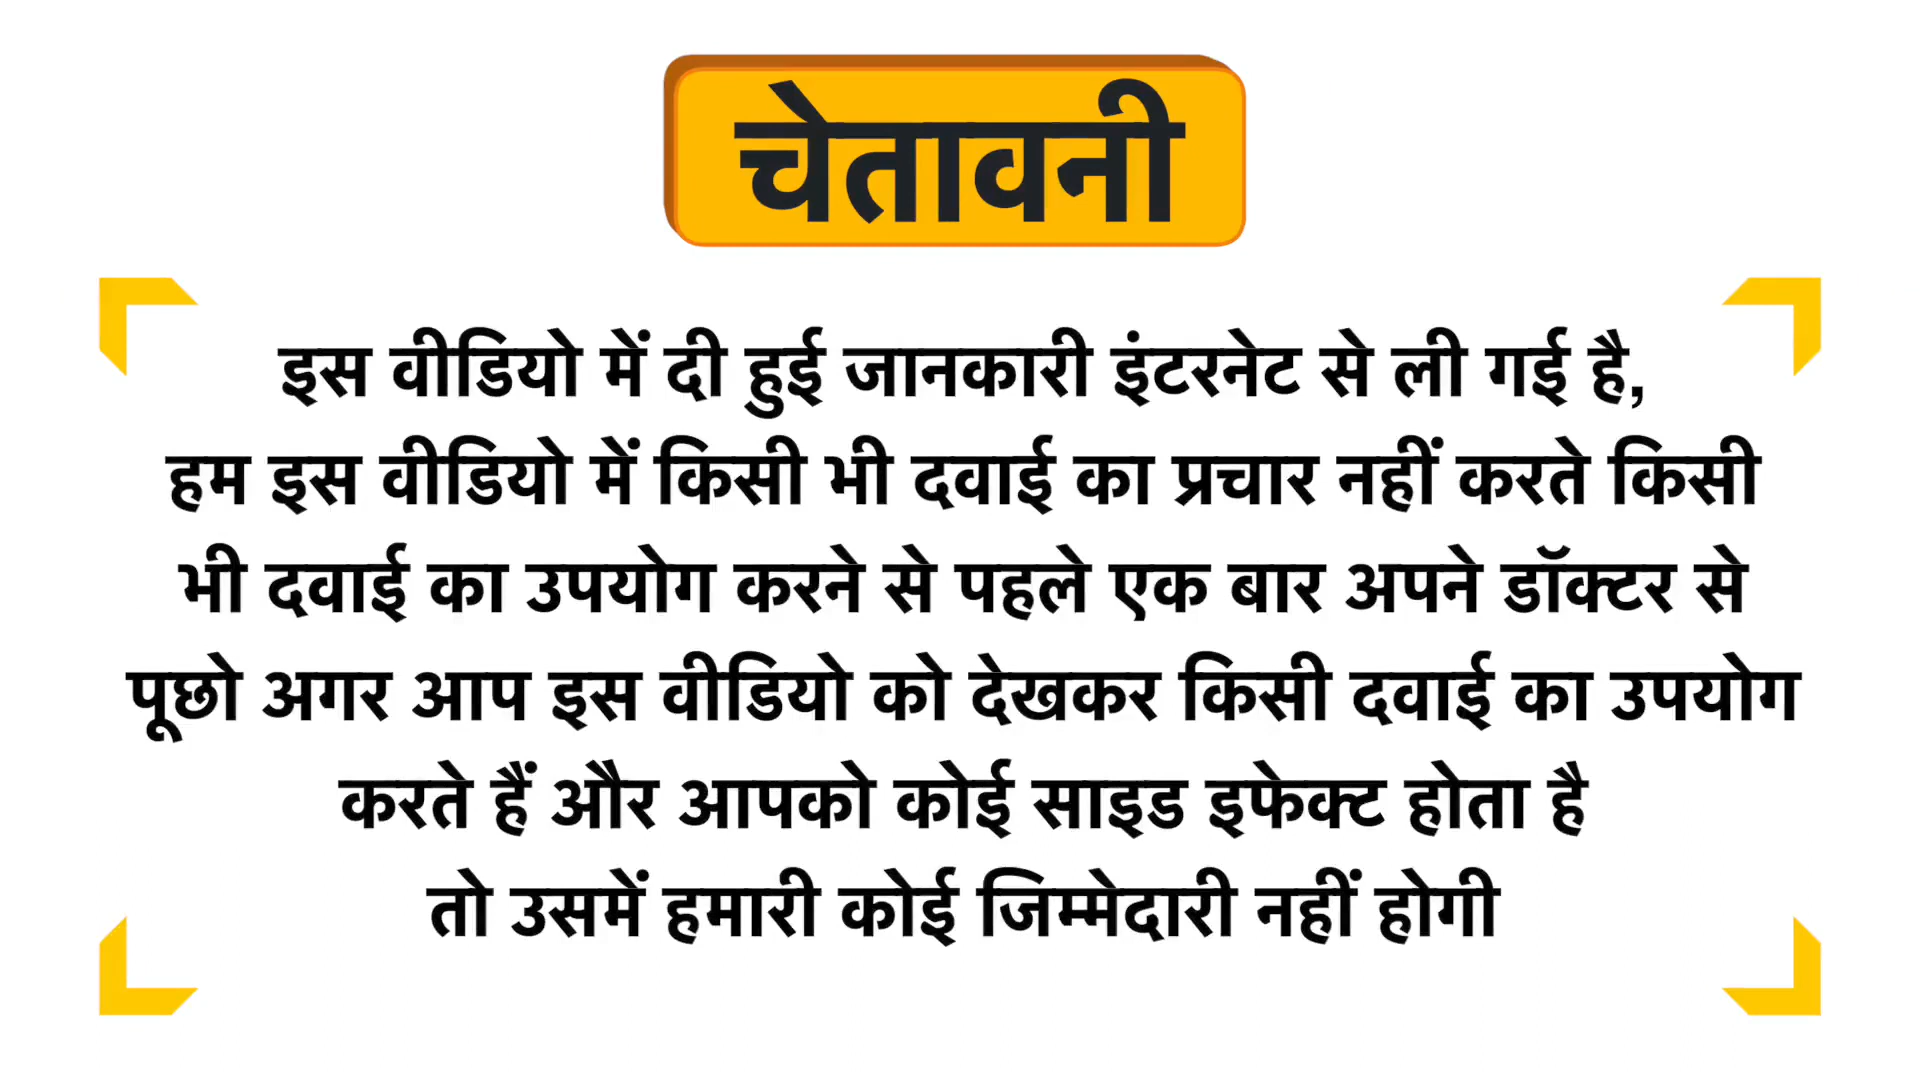 चेतावनी
इस वीडियो में दी हुई जानकारी इंटरनेट से ली गई है,
हम इस वीडियो में किसी भी दवाई का प्रचार नहीं करते किसी
भी दवाई का उपयोग करने से पहले एक बार अपने डॉक्टर से
पूछो अगर आप इस वीडियो को देखकर किसी दवाई का उपयोग
करते हैं और आपको कोई साइड इफेक्ट होता है
तो उसमें हमारी कोई जिम्मेदारी नहीं होगी